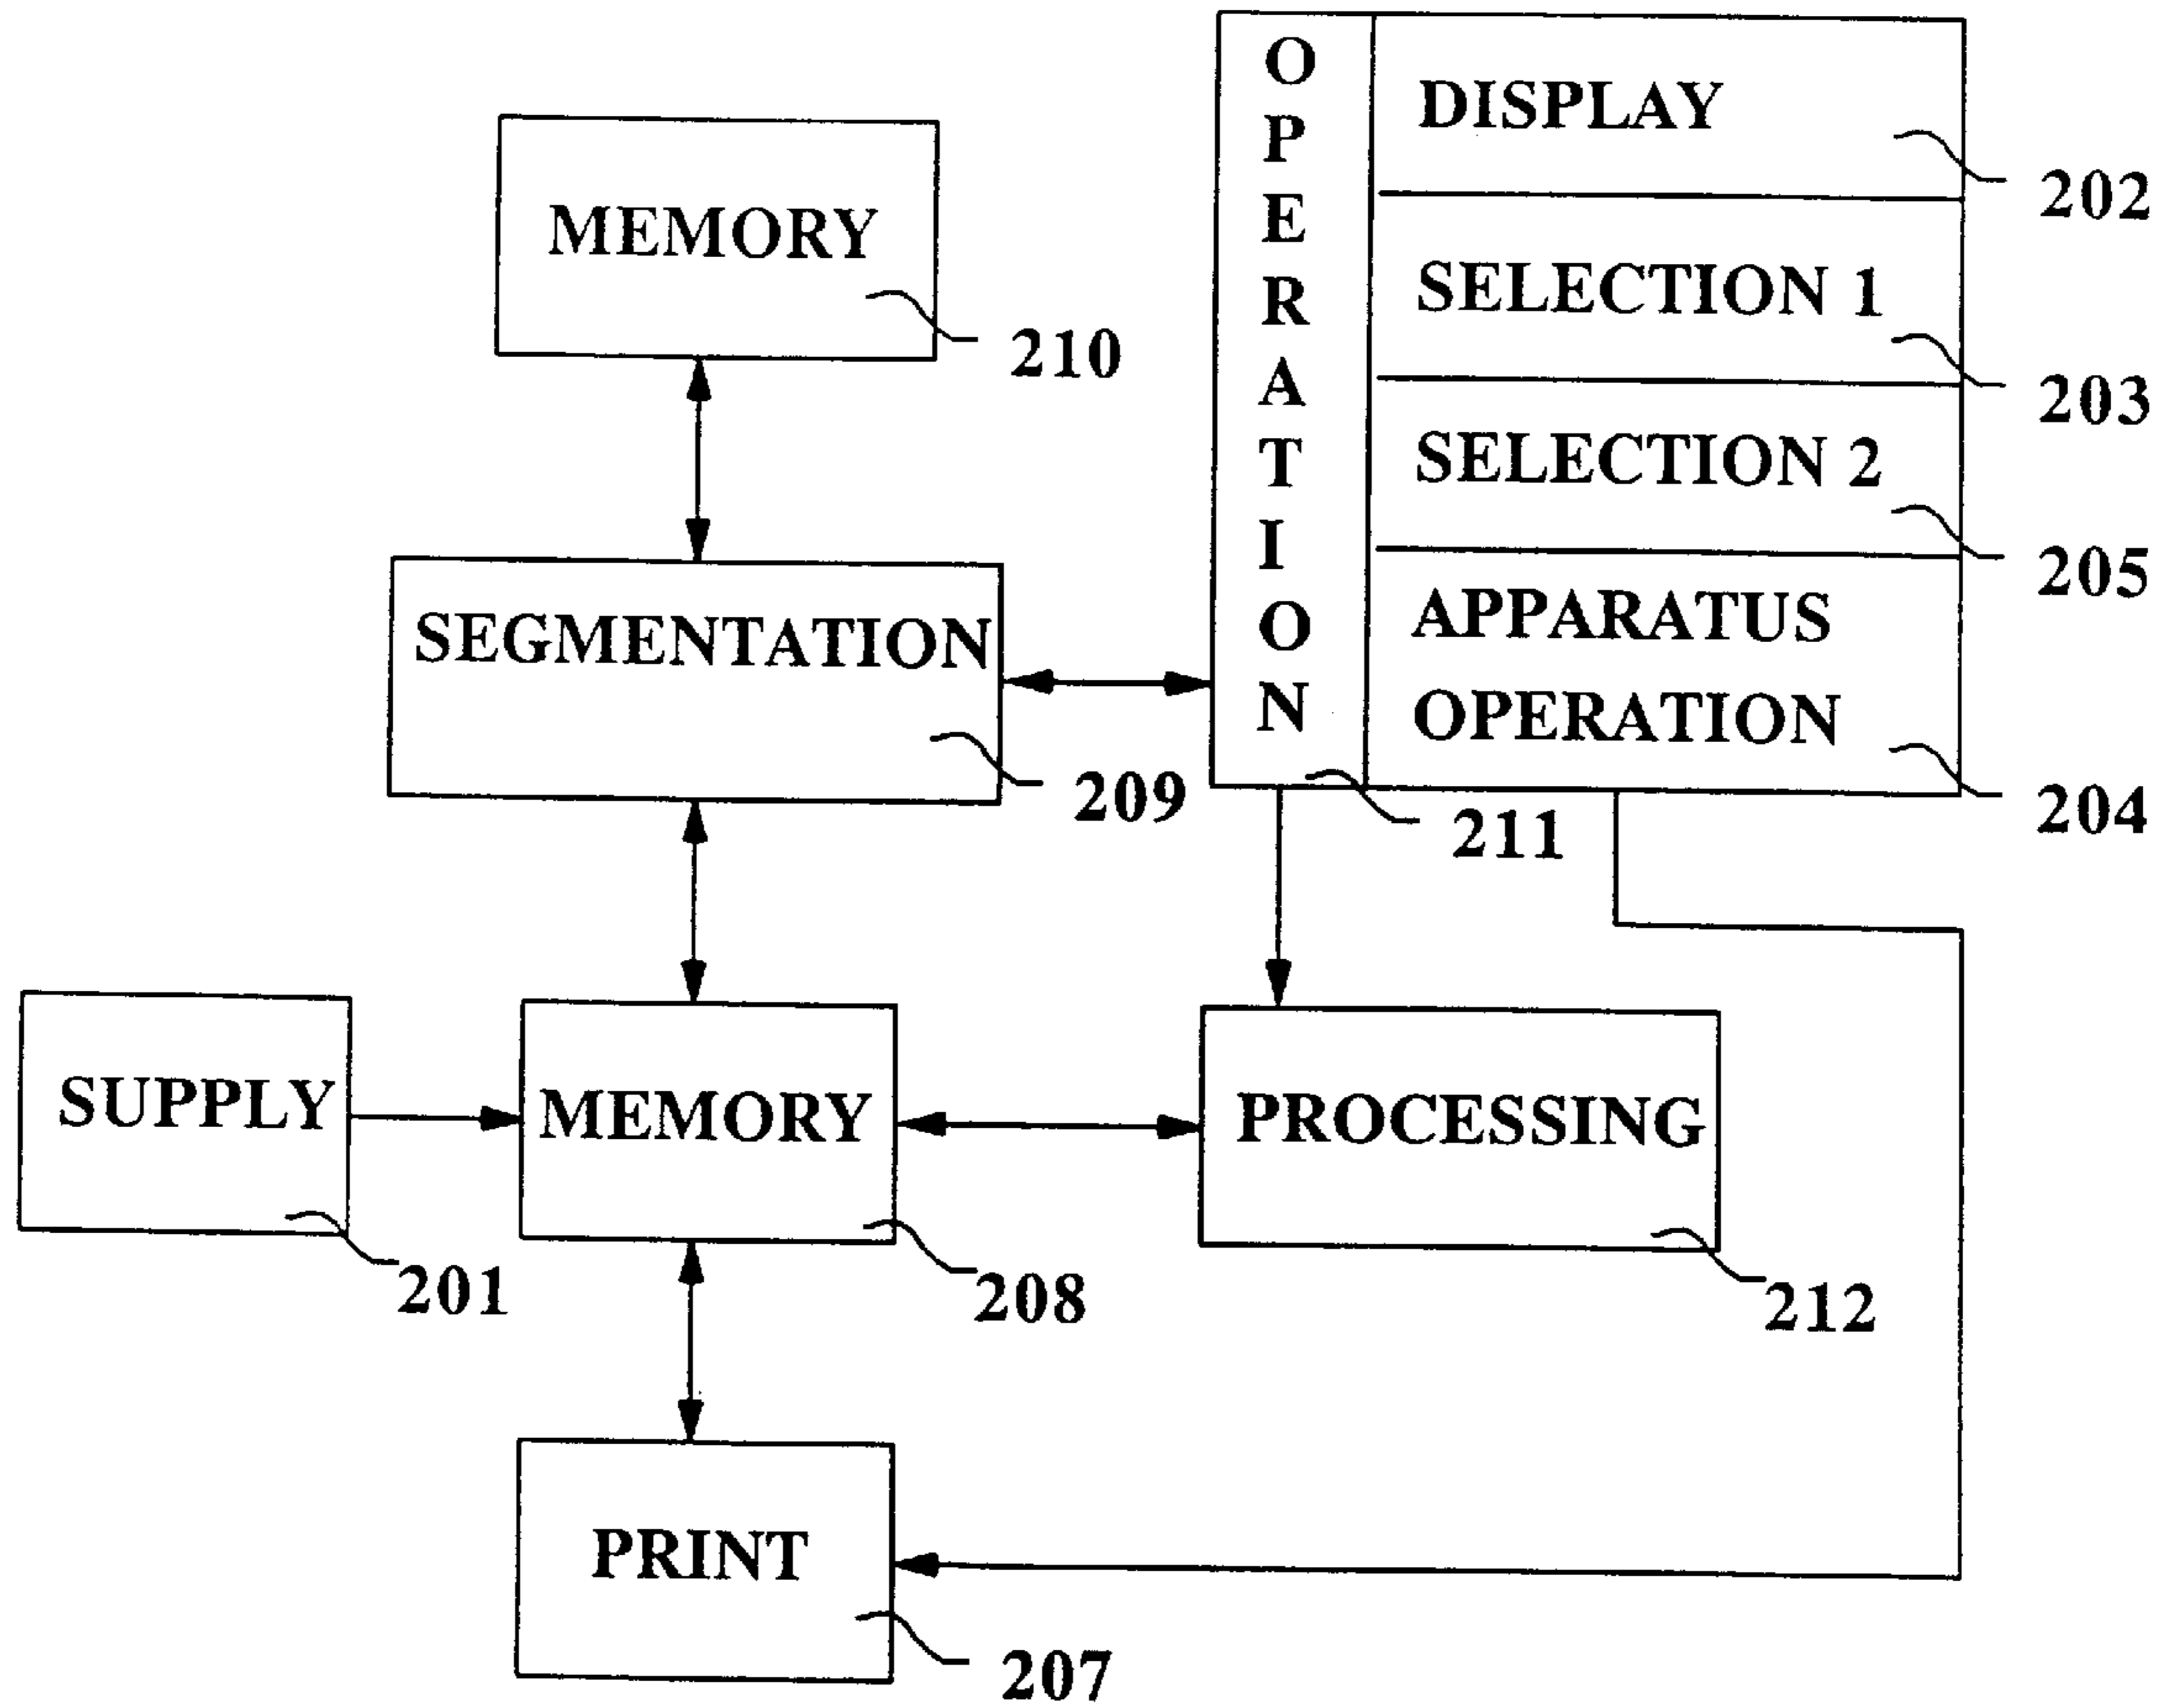 OPERATION
DISPLAY
202
MEMORY
210
SELECTION 1
203
SELECTION 2
205
SEGMENTATION
209
APPARATUS
OPERATION
204
211
SUPPLY
201
MEMORY
208
PROCESSING
212
PRINT
207